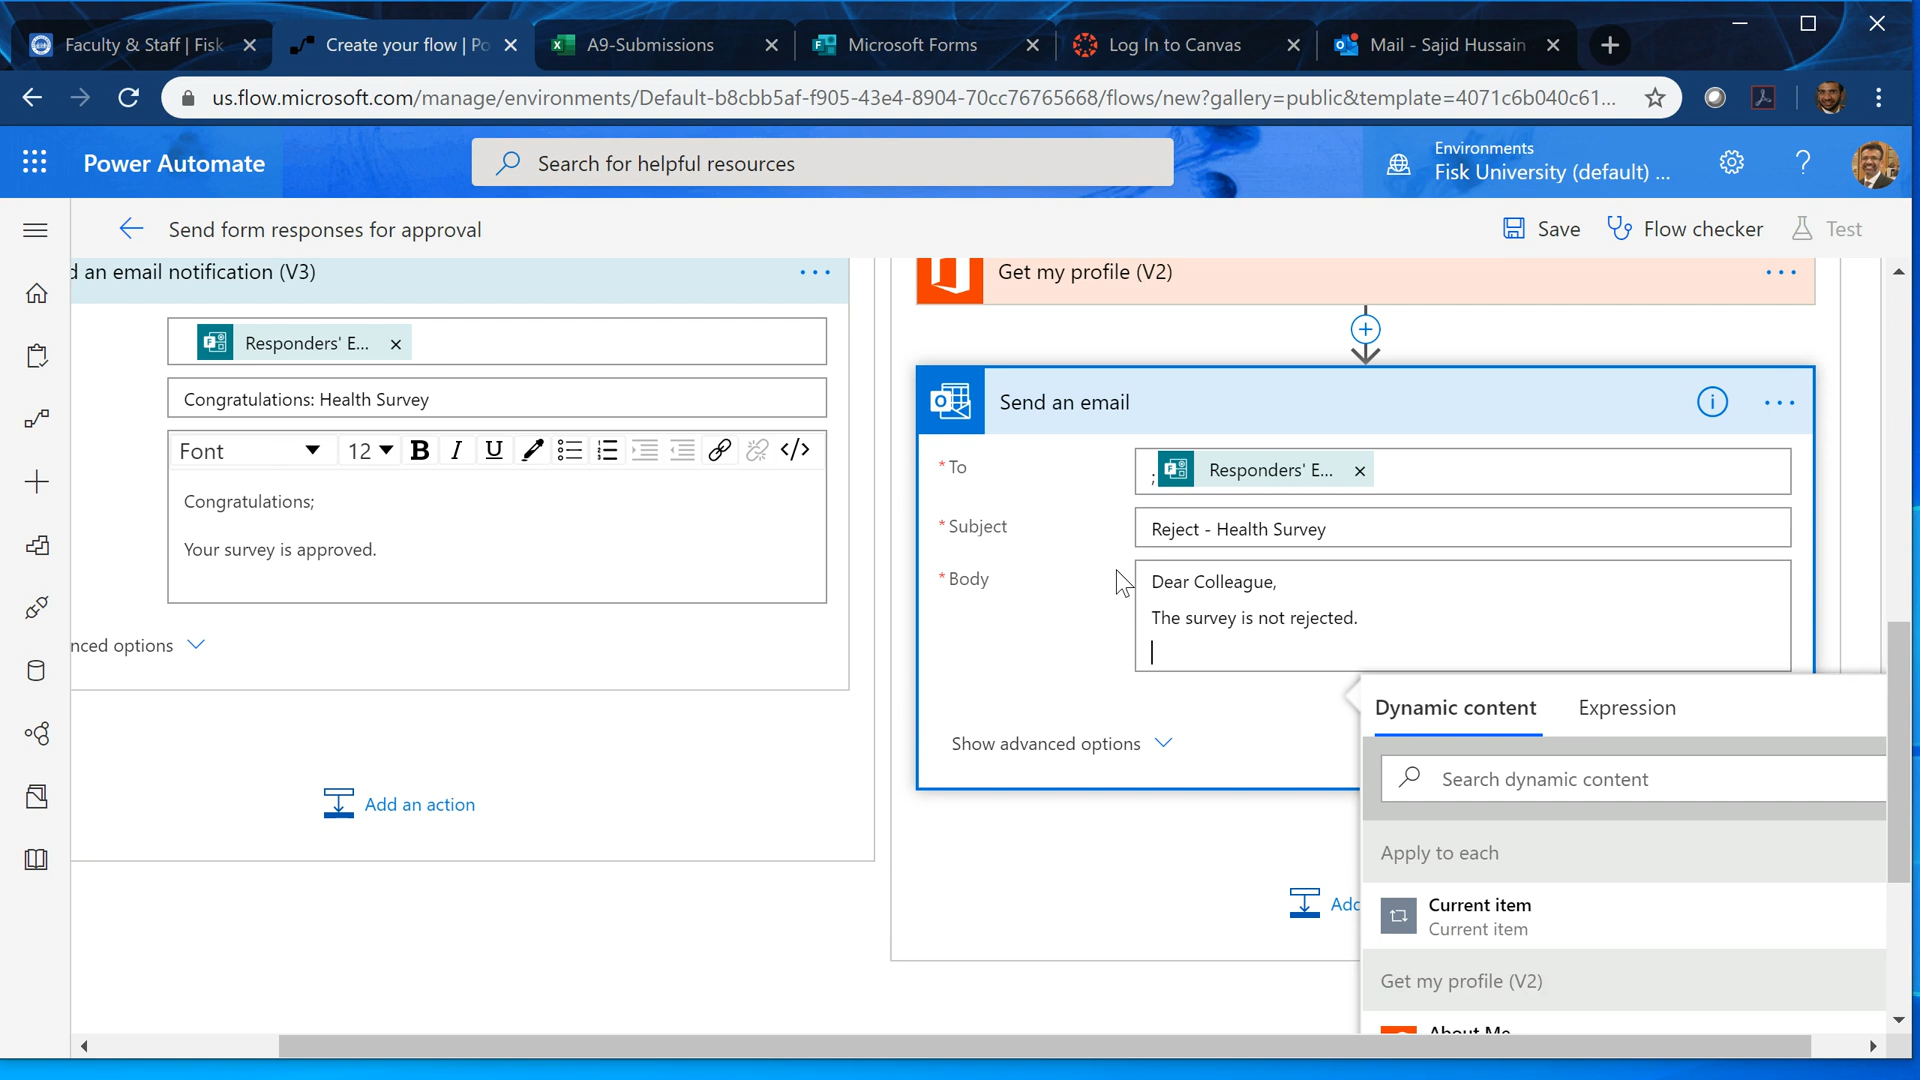 Faculty & Staff | Fisk
Create your flow | Po
A9-Submissions
Microsoft Forms
Log In to Canvas
Mail - Sajid Hussain
us.flow.microsoft.com/manage/environments/Default-b8cbb5af-f905-43e4-8904-70cc76765668/flows/new?gallery=public&template=4071c6b040c61...
Power Automate
Search for helpful resources
Environments
Fisk University (default) ...
Send form responses for approval
Save
Flow checker
Test
d an email notification (V3)
Get my profile (V2)
Responders' E...
Congratulations: Health Survey
Font
12
B I U
Congratulations;
Your survey is approved.
nced options
Add an action
Send an email
* To
; Responders' E...
* Subject
Reject - Health Survey
* Body
Dear Colleague,
The survey is not rejected.
Show advanced options
Add
Dynamic content
Expression
Search dynamic content
Apply to each
Current item
Current item
Get my profile (V2)
About Me